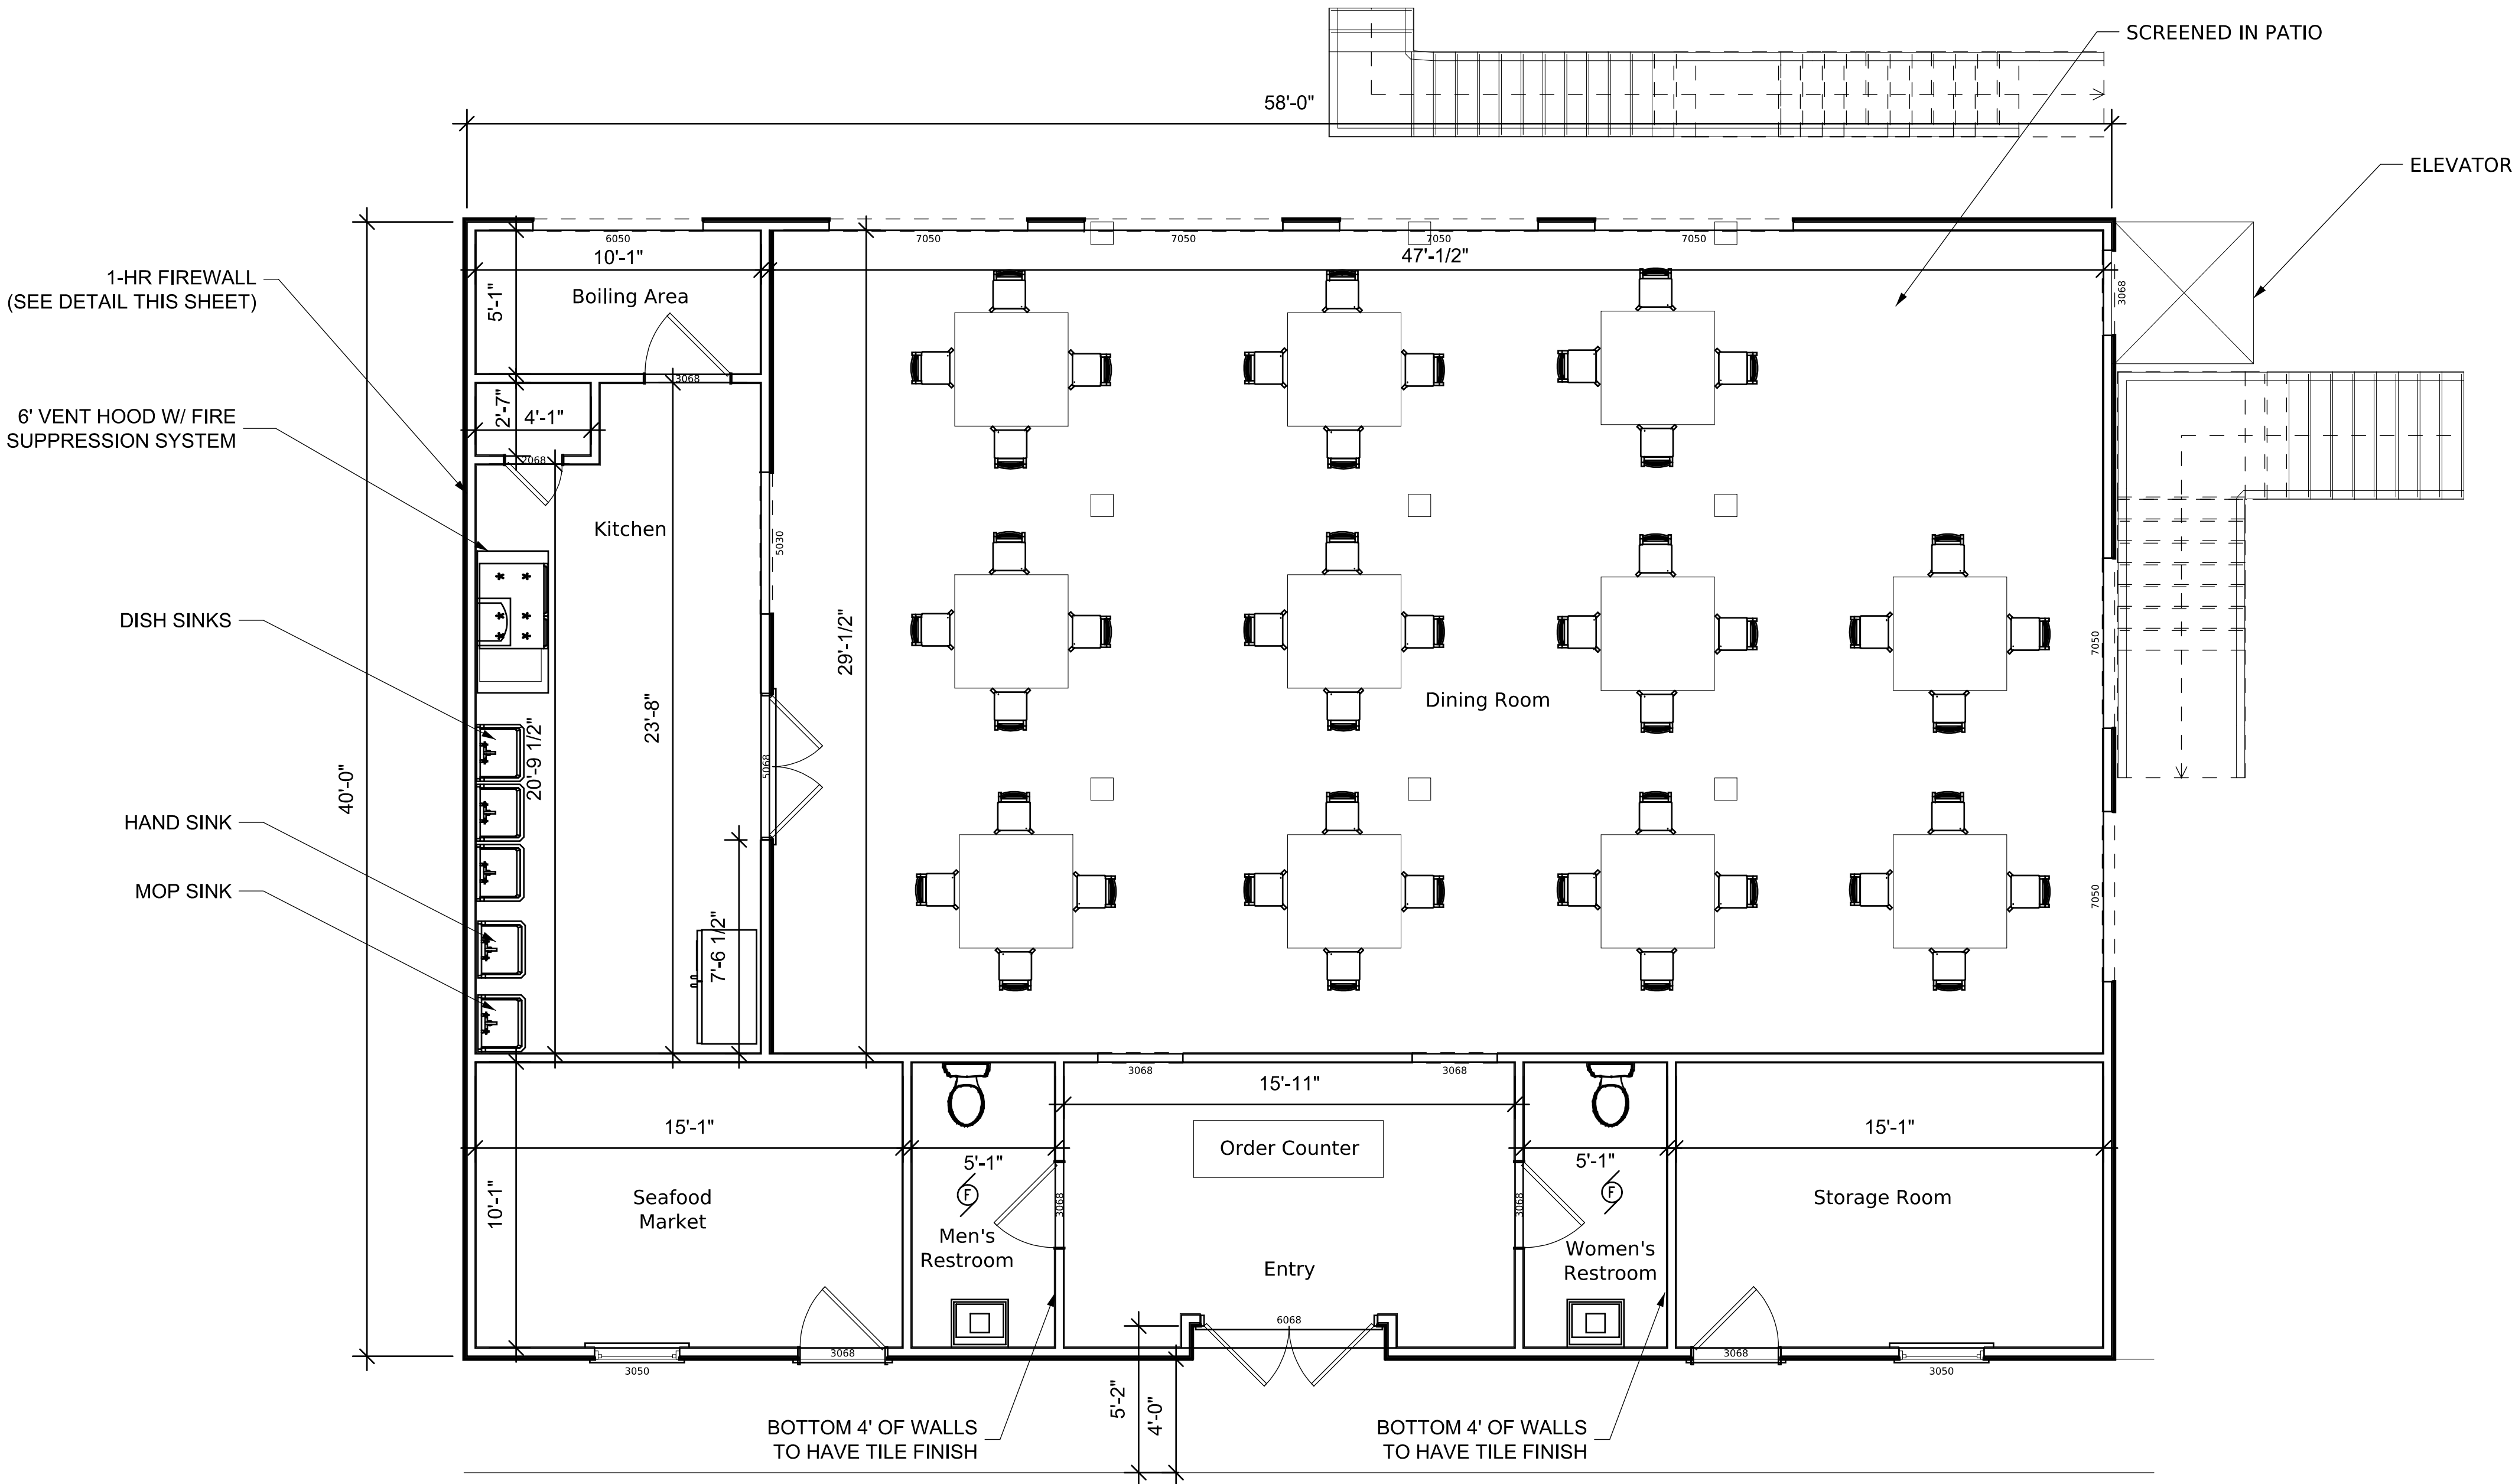 SCREENED IN PATIO
58'-0"
ELEVATOR
6050
7050
7050
7050
7050
10'-1"
47'-1/2"
1-HR FIREWALL
(SEE DETAIL THIS SHEET)
5'-1"
Boiling Area
3068
3068
6' VENT HOOD W/ FIRE
SUPPRESSION SYSTEM
2'-7"
4'-1"
2068
Kitchen
5030
DISH SINKS
29'-1/2"
7050
Dining Room
23'-8"
20'-9 1/2"
5068
40'-0"
HAND SINK
MOP SINK
7050
7'-6 1/2"
3068
3068
15'-11"
15'-1"
15'-1"
Order Counter
5'-1"
5'-1"
F
F
10'-1"
3068
3068
Seafood
Market
Storage Room
Men's
Restroom
Women's
Restroom
Entry
6068
3068
3068
3050
3050
5'-2"
4'-0"
BOTTOM 4' OF WALLS
TO HAVE TILE FINISH
BOTTOM 4' OF WALLS
TO HAVE TILE FINISH